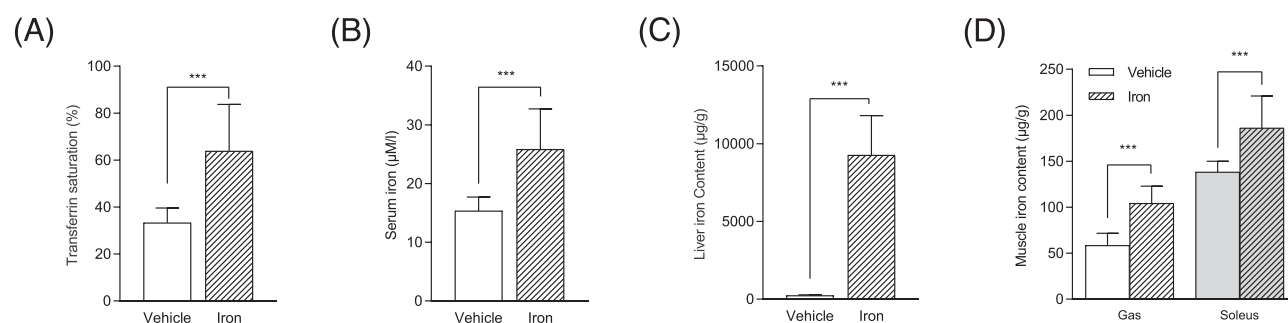 (A)
Transferrin saturation (%)
100
80
60
40
20
0
***
Vehicle Iron
(B)
Serum iron (µM/l)
40
30
20
10
0
***
Vehicle Iron
(C)
Liver iron Content (µg/g)
15000
10000
5000
0
***
Vehicle Iron
(D)
Muscle iron content (µg/g)
250
200
150
100
50
0
Vehicle
Iron
***
***
Gas Soleus